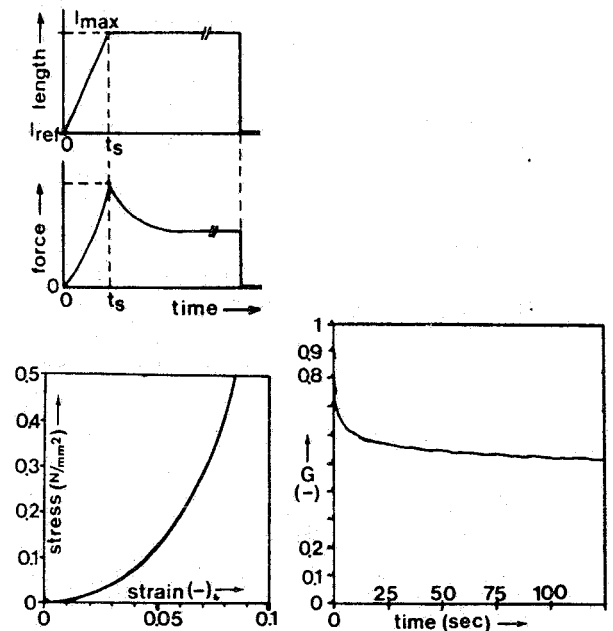 lmax
length
lref
0
ts
force
0
0
ts
time
0,5
0,4
0,3
0,2
0,1
0
stress (N/mm²)
strain (-)
0
0.05
0.1
1
0,9
0,8
G
(-)
0,2
0,1
0
0
25
50
75
100
time (sec)